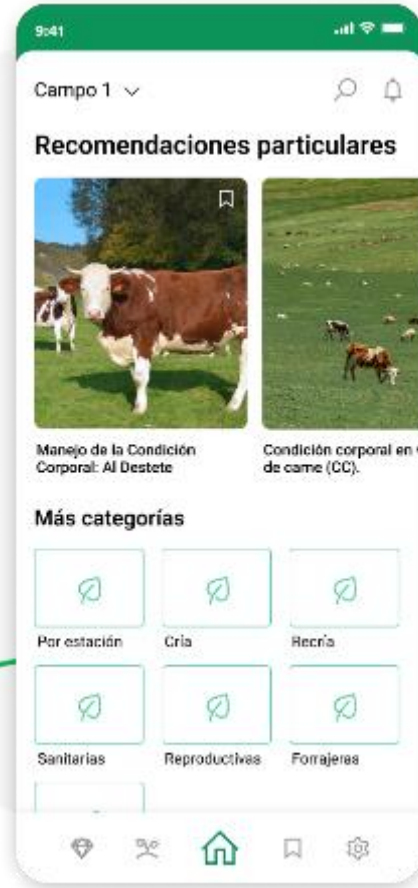 9:41
Campo 1
Recomendaciones particulares
Manejo de la Condición
Corporal: Al Destete
Condición corporal en
de carne (CC).
Más categorías
Por estación
Cría
Recría
Sanitarias
Reproductivas
Forrajeras